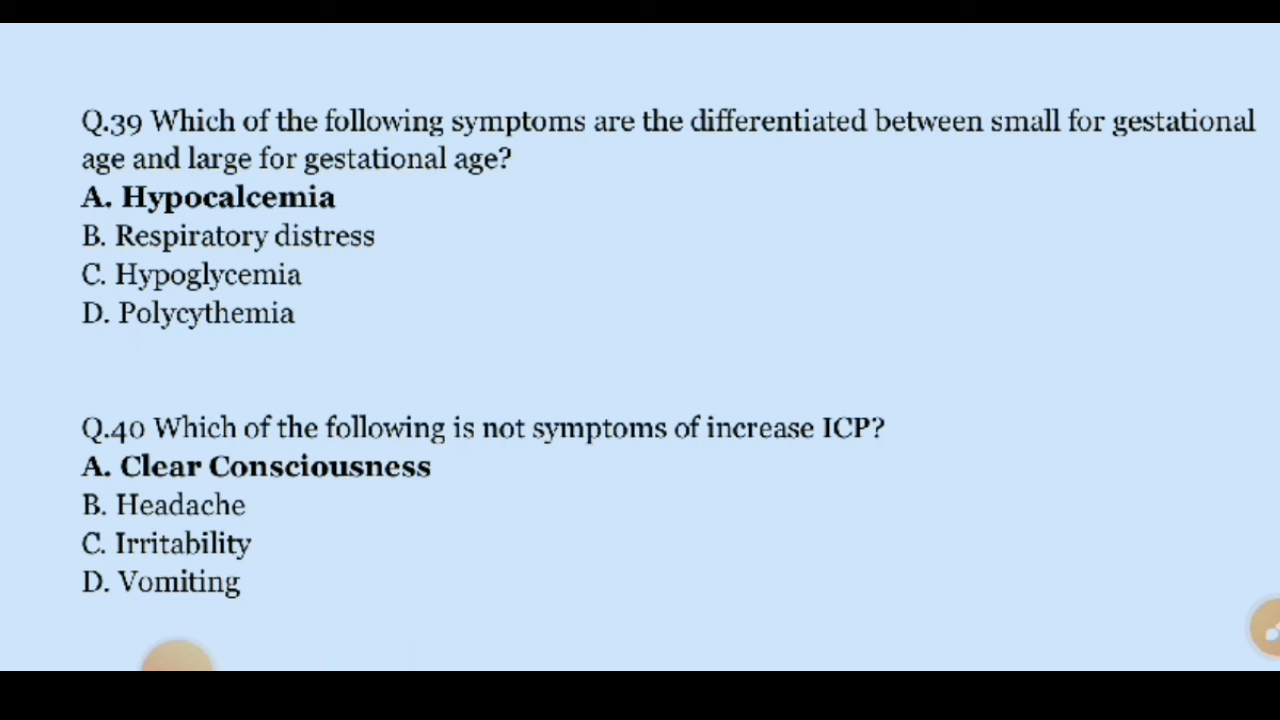 Q.39 Which of the following symptoms are the differentiated between small for gestational
age and large for gestational age?
A. Hypocalcemia
B. Respiratory distress
C. Hypoglycemia
D. Polycythemia
Q.40 Which of the following is not symptoms of increase ICP?
A. Clear Consciousness
B. Headache
C. Irritability
D. Vomiting